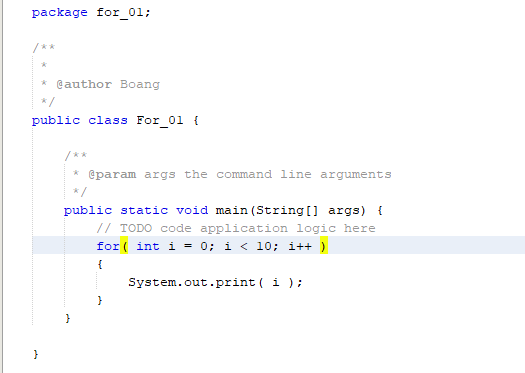 package for_01;
/**
 *
 * @author Boang
 */
public class For_01 {
    /**
     * @param args the command line arguments
     */
    public static void main(String[] args) {
        // TODO code application logic here
        for( int i = 0; i < 10; i++ )
        {
            System.out.print( i );
        }
    }
}